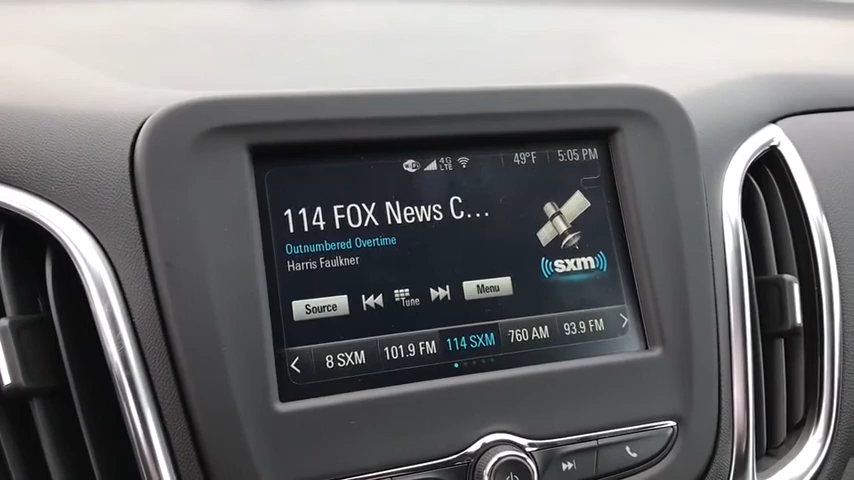 WiFi 4G LTE 49°F 5:05 PM
114 FOX News C...
Outnumbered Overtime
Harris Faulkner
sxm
Source Tune Menu
8 SXM 101.9 FM 114 SXM 760 AM 93.9 FM